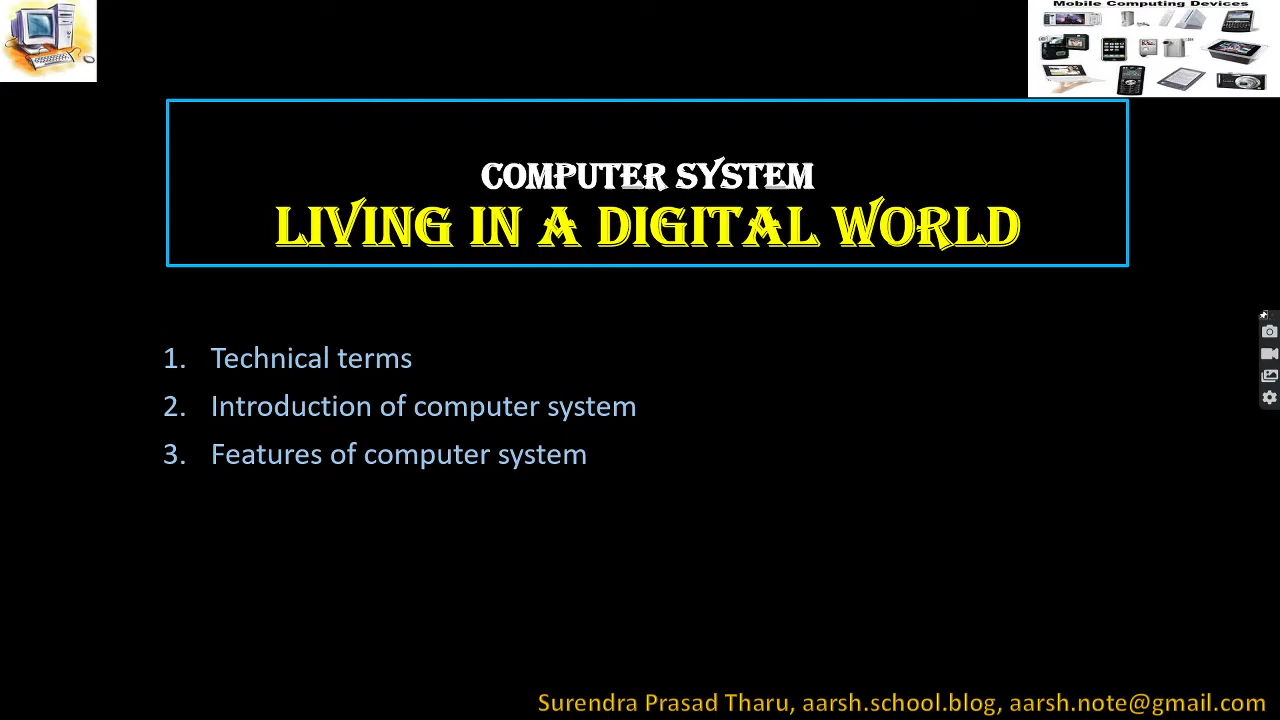 Mobile Computing Devices
COMPUTER SYSTEM
LIVING IN A DIGITAL WORLD
1. Technical terms
2. Introduction of computer system
3. Features of computer system
Surendra Prasad Tharu, aarsh.school.blog, aarsh.note@gmail.com